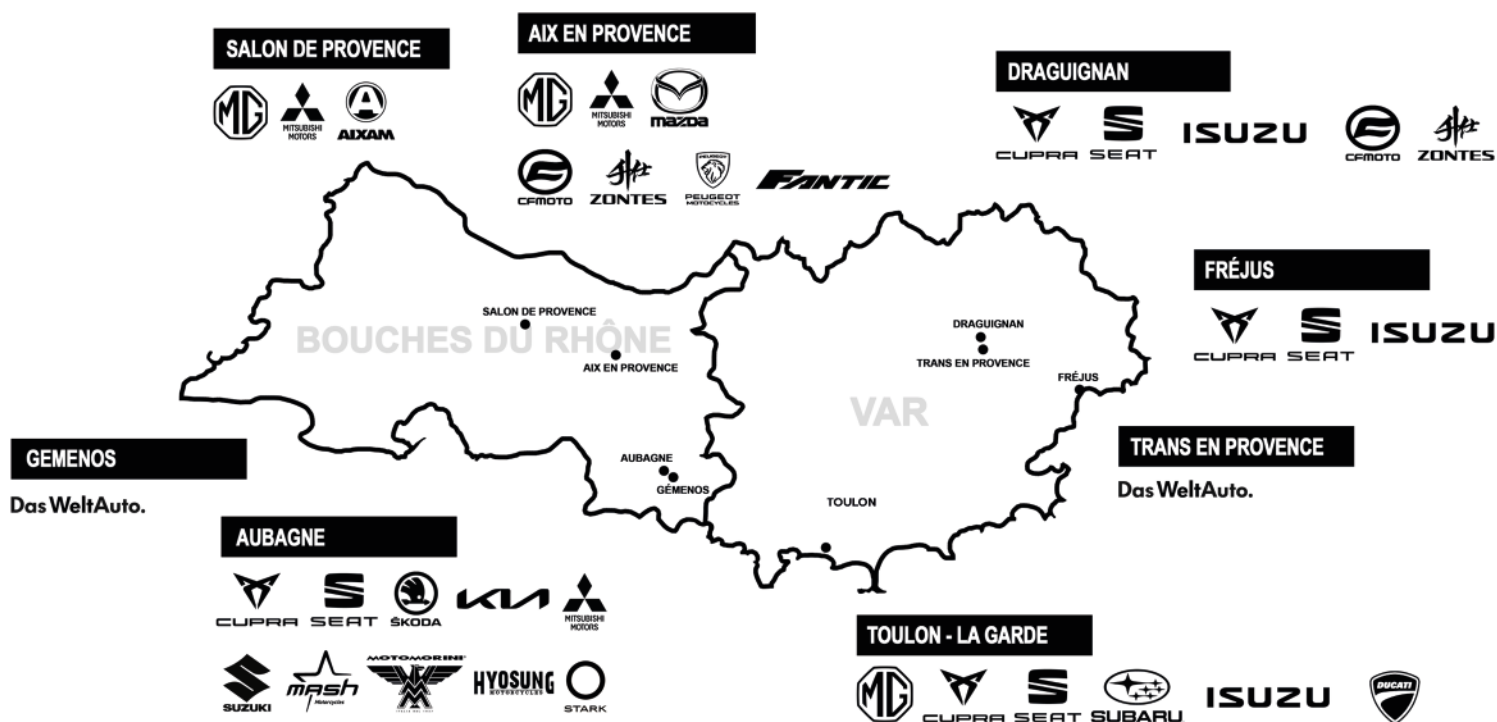 SALON DE PROVENCE
MG
MITSUBISHI
MOTORS
AIXAM
AIX EN PROVENCE
MG
MITSUBISHI
MOTORS
mazda
CFMOTO
ZONTES
PEUGEOT
PEUGEOT
MOTOCYCLES
FANTIC
DRAGUIGNAN
CUPRA
SEAT
ISUZU
CFMOTO
ZONTES
FRÉJUS
CUPRA
SEAT
ISUZU
BOUCHES DU RHÔNE
SALON DE PROVENCE
AIX EN PROVENCE
AUBAGNE
GÉMENOS
VAR
DRAGUIGNAN
TRANS EN PROVENCE
FRÉJUS
TOULON
GEMENOS
Das WeltAuto.
TRANS EN PROVENCE
Das WeltAuto.
AUBAGNE
CUPRA
SEAT
ŠKODA
KIA
MITSUBISHI
MOTORS
SUZUKI
mash
Motorcycles
MOTOMORINI
HYOSUNG
MOTORCYCLES
STARK
TOULON - LA GARDE
MG
CUPRA
SEAT
SUBARU
ISUZU
DUCATI